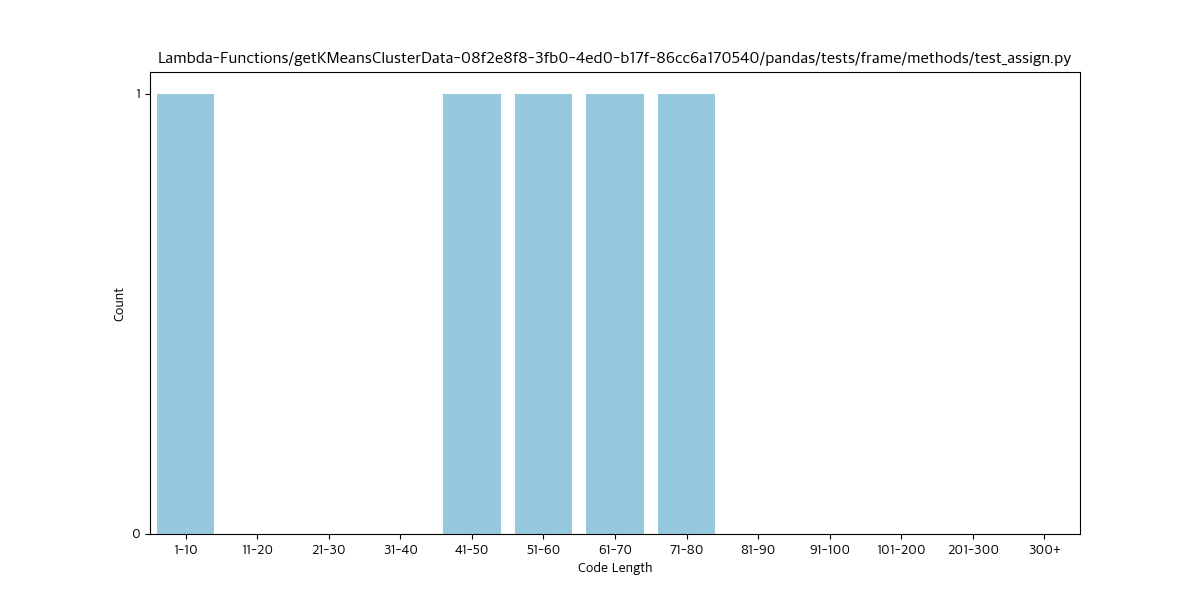 Lambda-Functions/getKMeansClusterData-08f2e8f8-3fb0-4ed0-b17f-86cc6a170540/pandas/tests/frame/methods/test_assign.py
1
Count
0
1-10 11-20 21-30 31-40 41-50 51-60 61-70 71-80 81-90 91-100 101-200 201-300 300+
Code Length